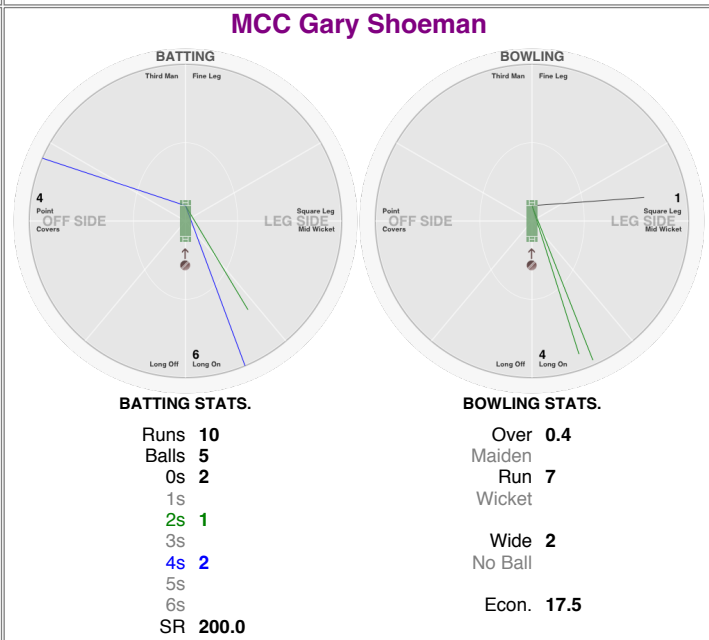 MCC Gary Shoeman
BATTING
Third Man Fine Leg
4
Point
OFF SIDE
Covers
Square Leg
LEG SIDE
Mid Wicket
6
Long Off Long On
BOWLING
Third Man Fine Leg
1
Point
OFF SIDE
Covers
Square Leg
LEG SIDE
Mid Wicket
4
Long Off Long On
BATTING STATS.
Runs 10
Balls 5
0s 2
1s
2s 1
3s
4s 2
5s
6s
SR 200.0
BOWLING STATS.
Over 0.4
Maiden
Run 7
Wicket
Wide 2
No Ball
Econ. 17.5